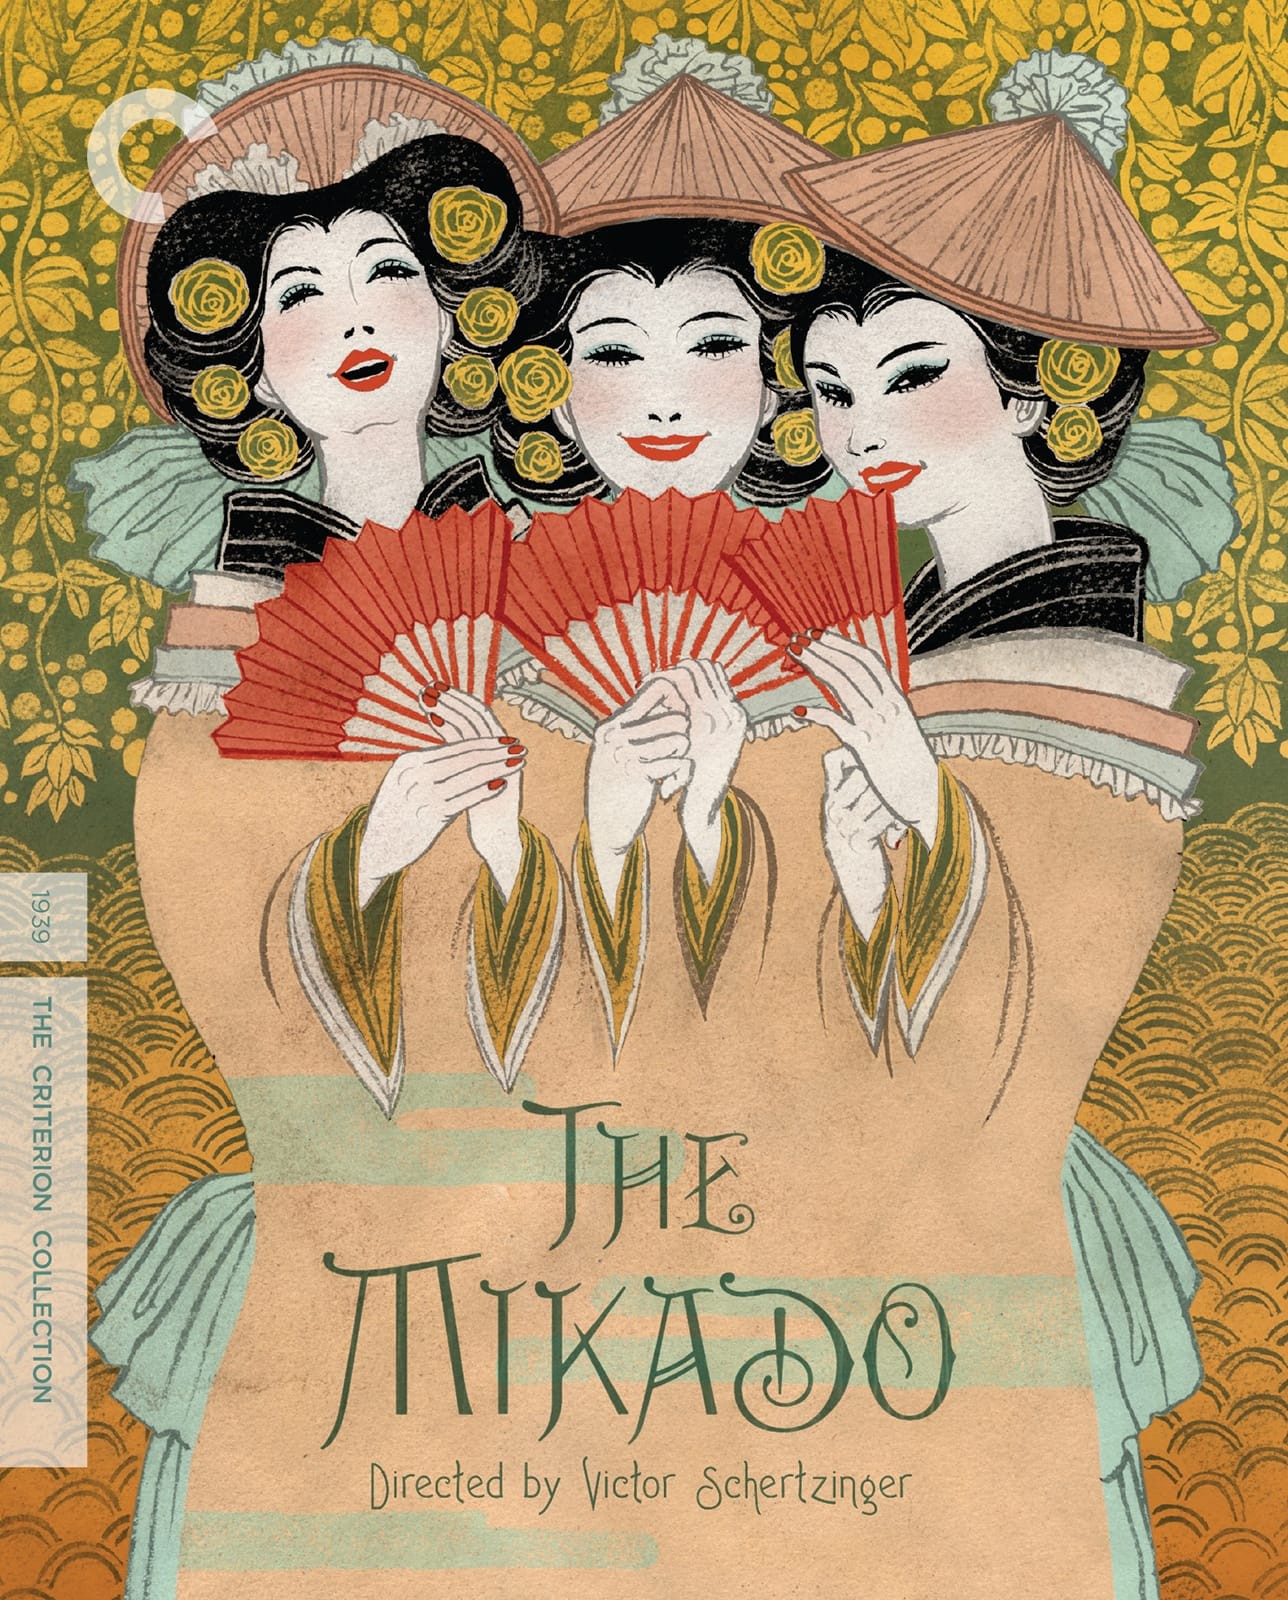 1939
THE CRITERION COLLECTION
THE
MIKADO
Directed by Victor Schertzinger